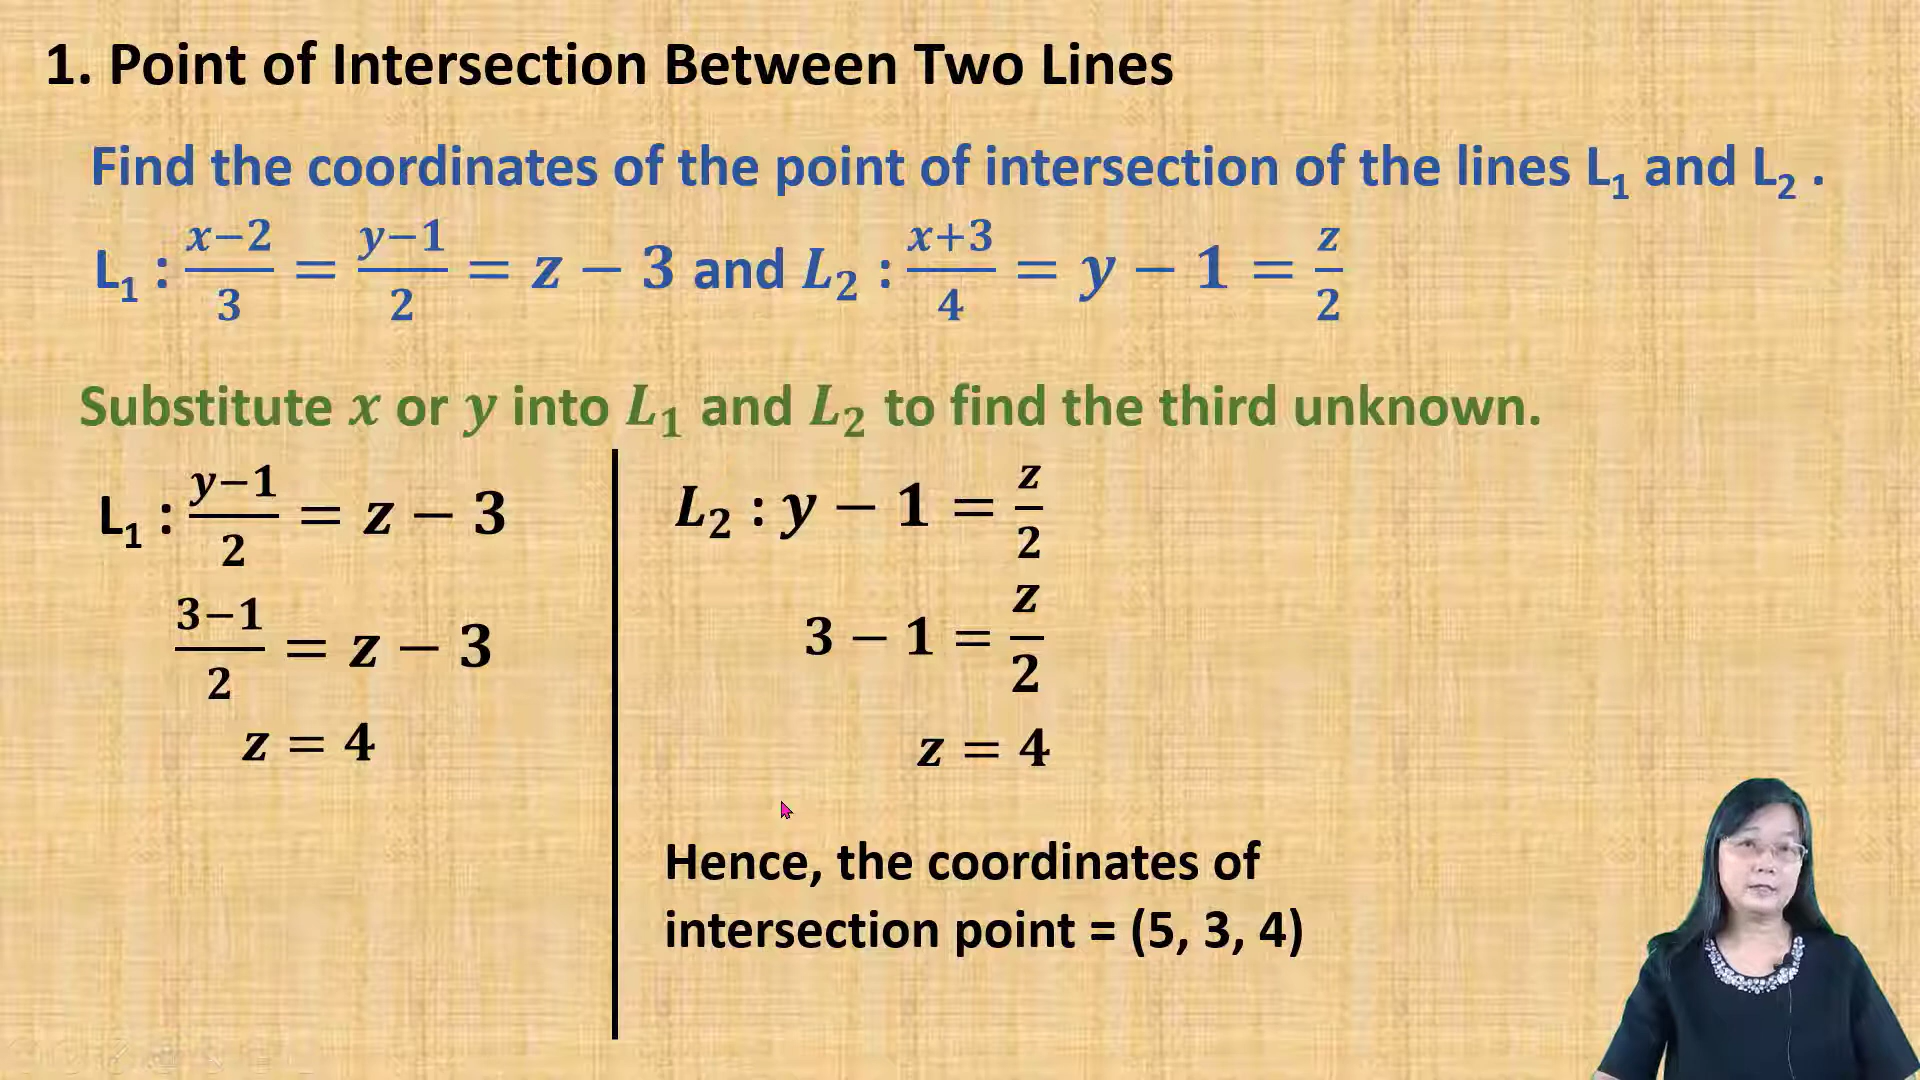 1. Point of Intersection Between Two Lines
Find the coordinates of the point of intersection of the lines L₁ and L₂ .
L₁ : (x−2)/3 = (y−1)/2 = z − 3 and L₂ : (x+3)/4 = y − 1 = z/2
Substitute x or y into L₁ and L₂ to find the third unknown.
L₁ : (y−1)/2 = z − 3
(3−1)/2 = z − 3
z = 4
L₂ : y − 1 = z/2
3 − 1 = z/2
z = 4
Hence, the coordinates of
intersection point = (5, 3, 4)